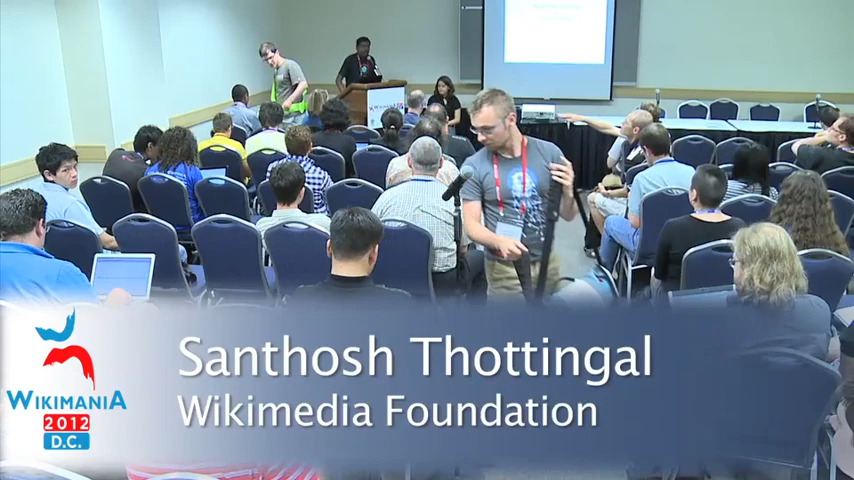 Santhosh Thottingal
Wikimedia Foundation
WIKIMANIA
2012
D.C.